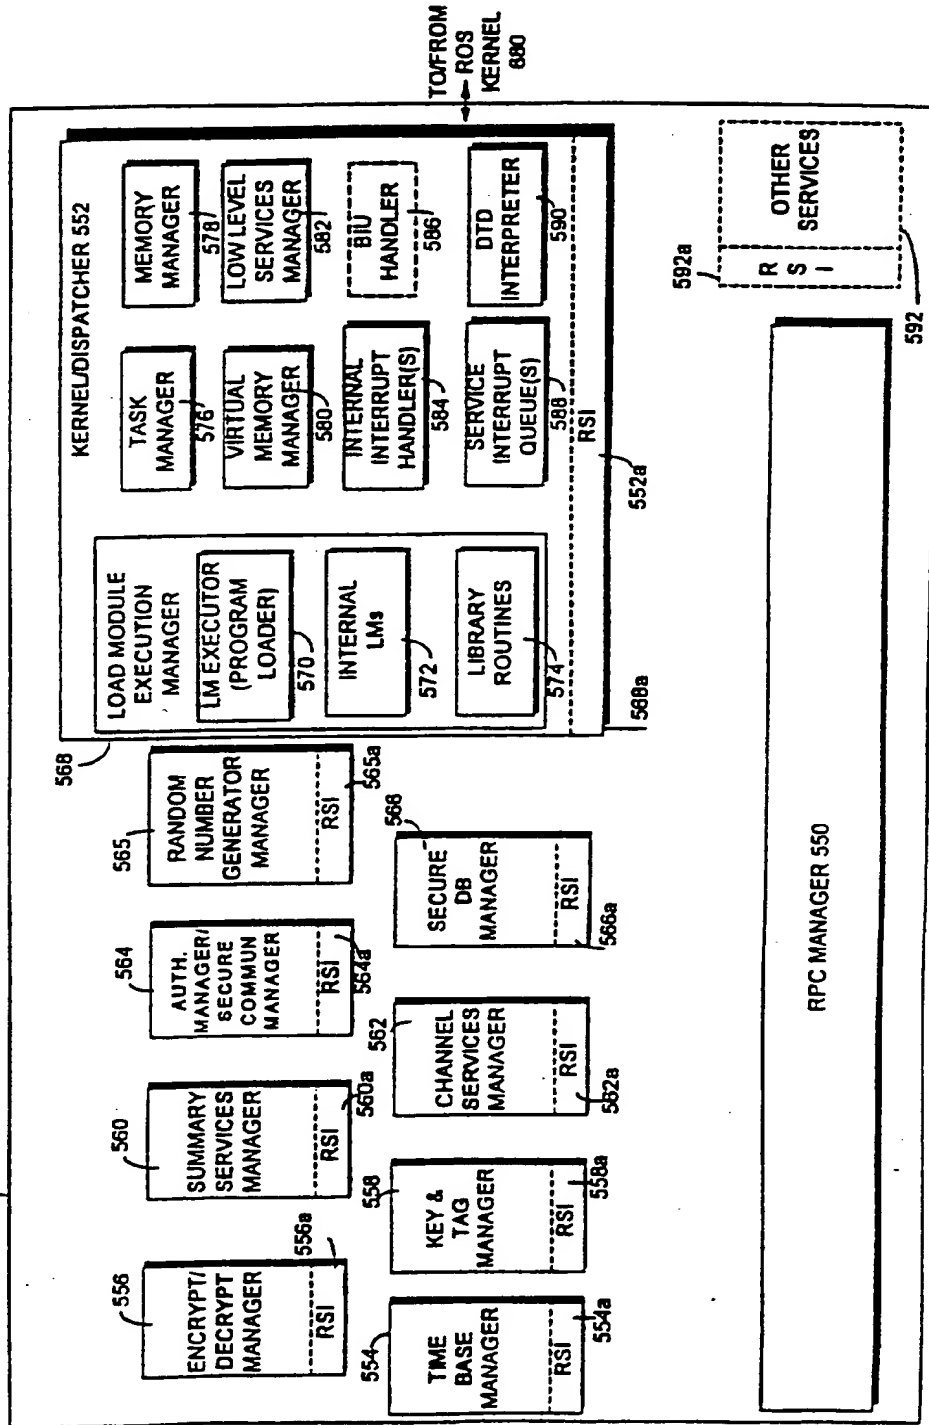 TO/FROM
ROS
KERNEL
680
KERNEL/DISPATCHER 552
LOAD MODULE
EXECUTION
MANAGER
568
LM EXECUTOR
(PROGRAM
LOADER)
570
INTERNAL
LMs
572
LIBRARY
ROUTINES
574
568a
TASK
MANAGER
576
MEMORY
MANAGER
578
VIRTUAL
MEMORY
MANAGER
580
LOW LEVEL
SERVICES
MANAGER
582
INTERNAL
INTERRUPT
HANDLER(S)
584
BIU
HANDLER
586
SERVICE
INTERRUPT
QUEUE(S)
588
DTD
INTERPRETER
590
RSI
552a
ENCRYPT/
DECRYPT
MANAGER
RSI
556
556a
SUMMARY
SERVICES
MANAGER
RSI
560
560a
AUTH.
MANAGER/
SECURE
COMMUN
MANAGER
RSI
564
564a
RANDOM
NUMBER
GENERATOR
MANAGER
RSI
565
565a
TIME
BASE
MANAGER
RSI
554
554a
KEY &
TAG
MANAGER
RSI
558
558a
CHANNEL
SERVICES
MANAGER
RSI
562
562a
SECURE
DB
MANAGER
RSI
566
566a
RPC MANAGER 550
592a
RSI
OTHER
SERVICES
592